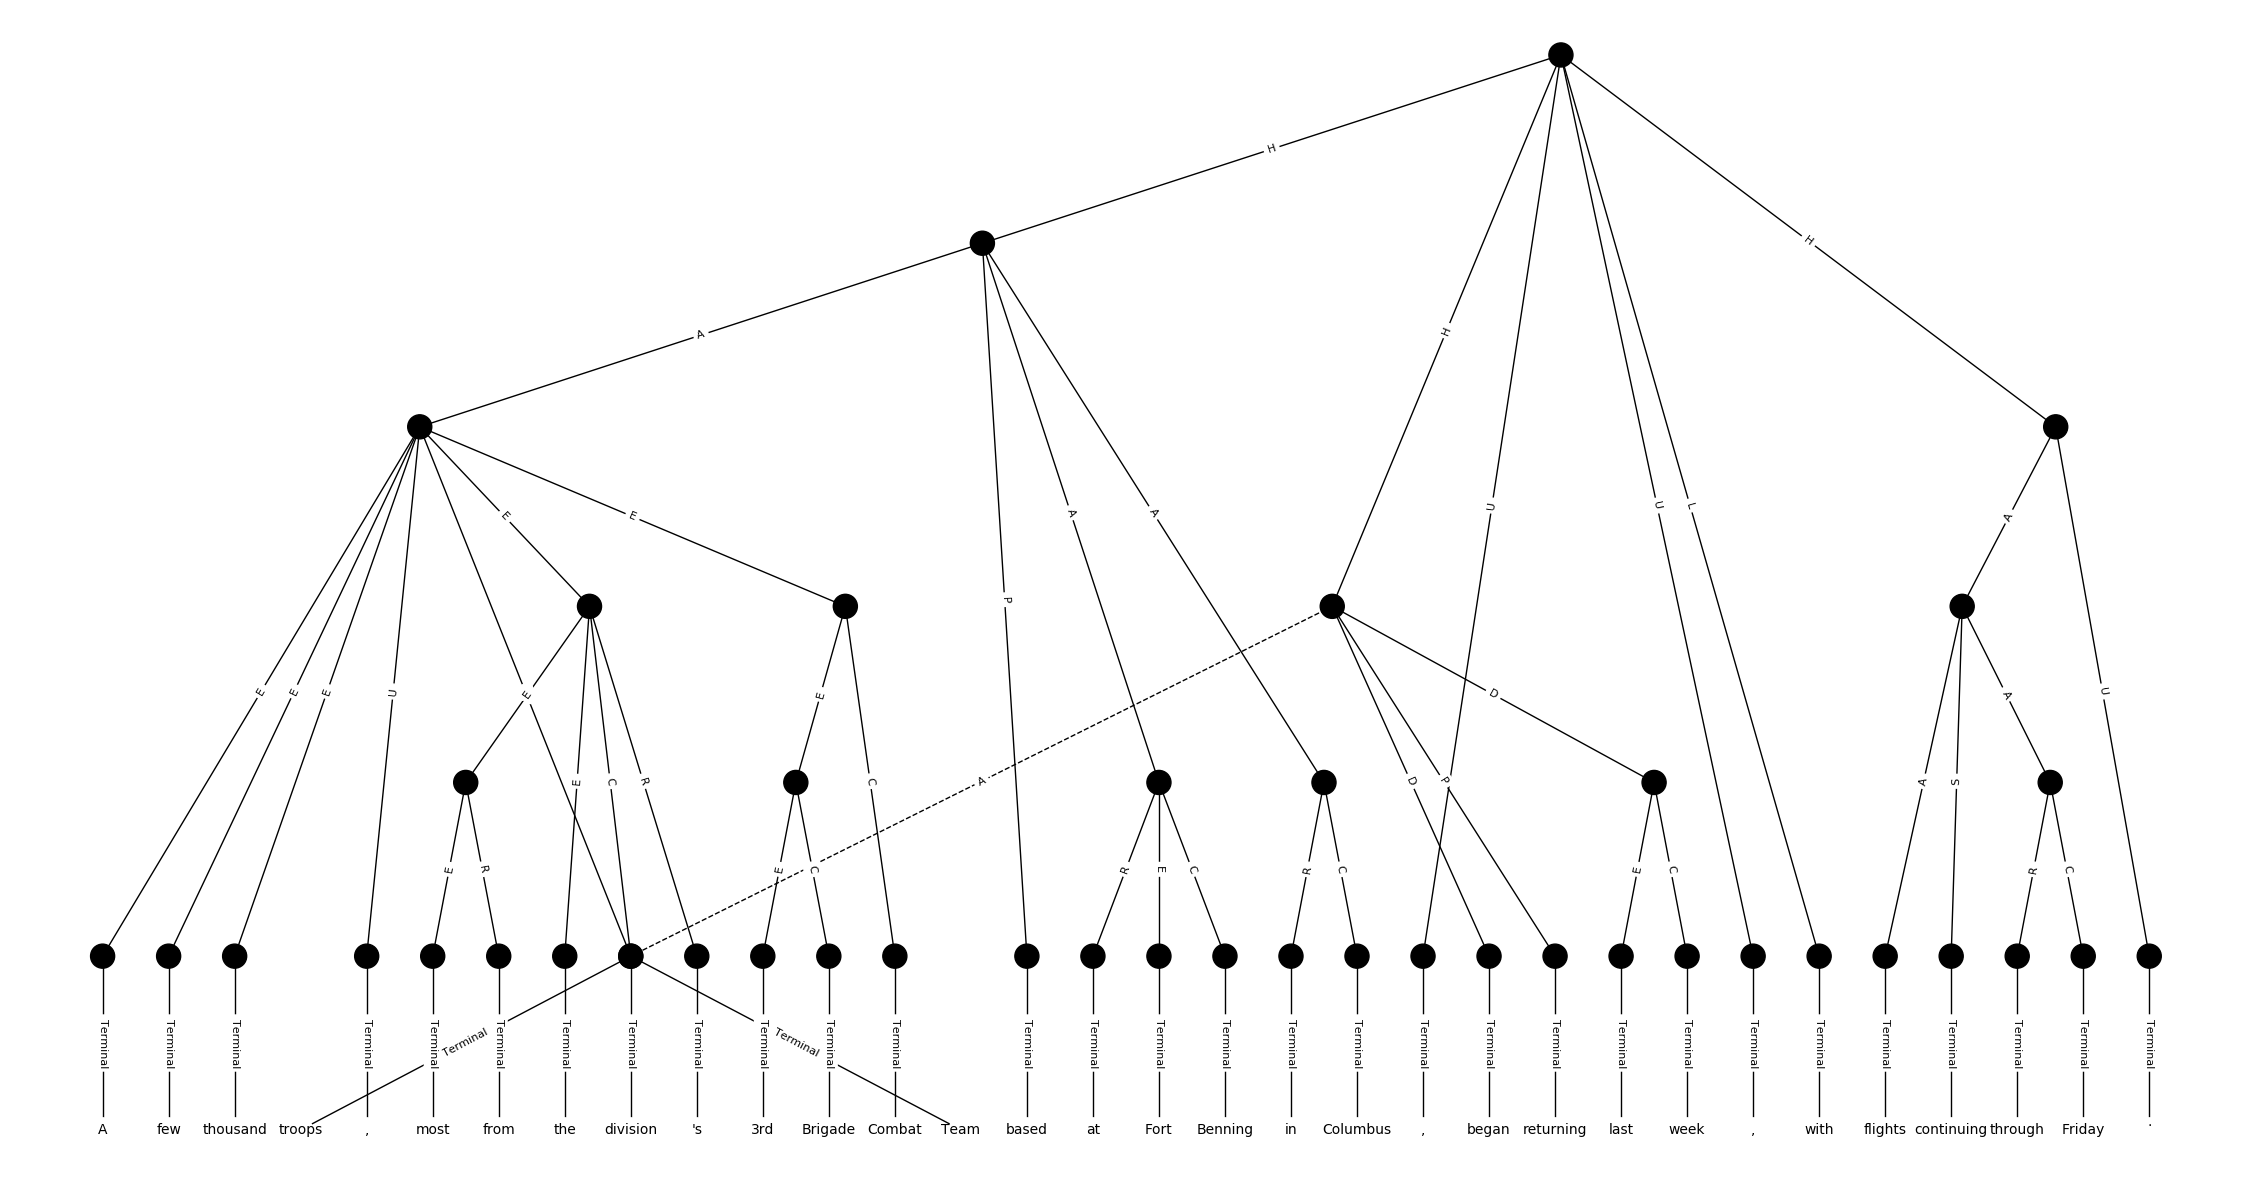 H
H
A
H
U
U
L
H
E
E
P
A
A
A
E
E
E
U
E
E
D
A
U
E
C
R
C
A
D
P
A
S
E
R
E
C
R
E
C
R
C
E
C
R
C
Terminal Terminal Terminal Terminal Terminal Terminal Terminal Terminal Terminal Terminal Terminal Terminal Terminal Terminal Terminal Terminal Terminal Terminal Terminal Terminal Terminal Terminal Terminal Terminal Terminal Terminal Terminal Terminal Terminal Terminal Terminal Terminal
A few thousand troops , most from the division 's 3rd Brigade Combat Team based at Fort Benning in Columbus , began returning last week , with flights continuing through Friday .